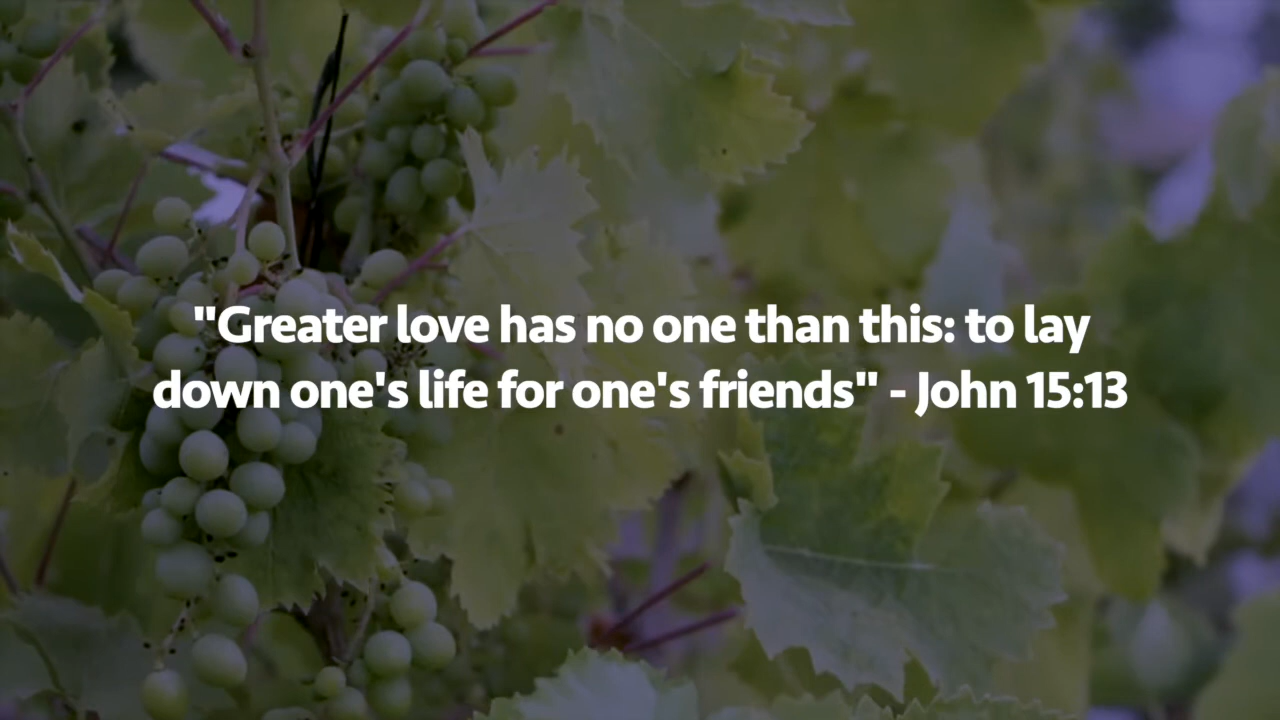 "Greater love has no one than this: to lay
down one's life for one's friends" - John 15:13